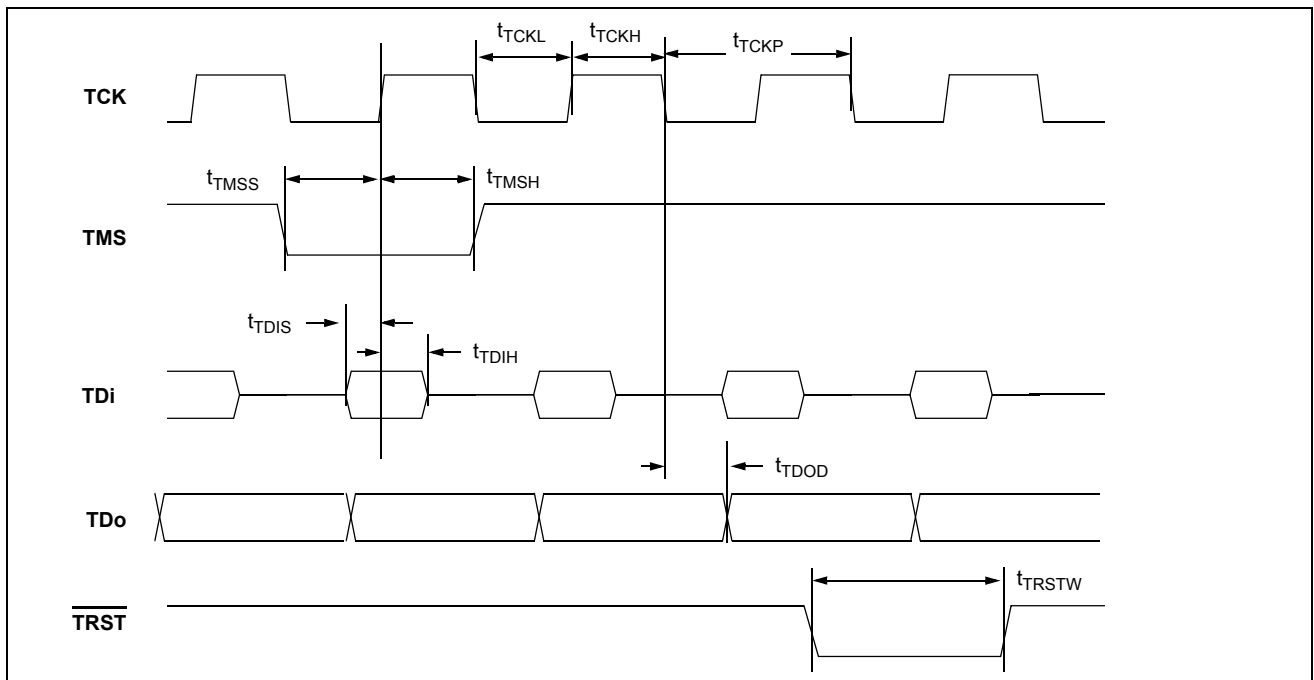 tTCKL tTCKH tTCKP
TCK
tTMSS tTMSH
TMS
tTDIS
tTDIH
TDi
tTDOD
TDo
tTRSTW
TRST